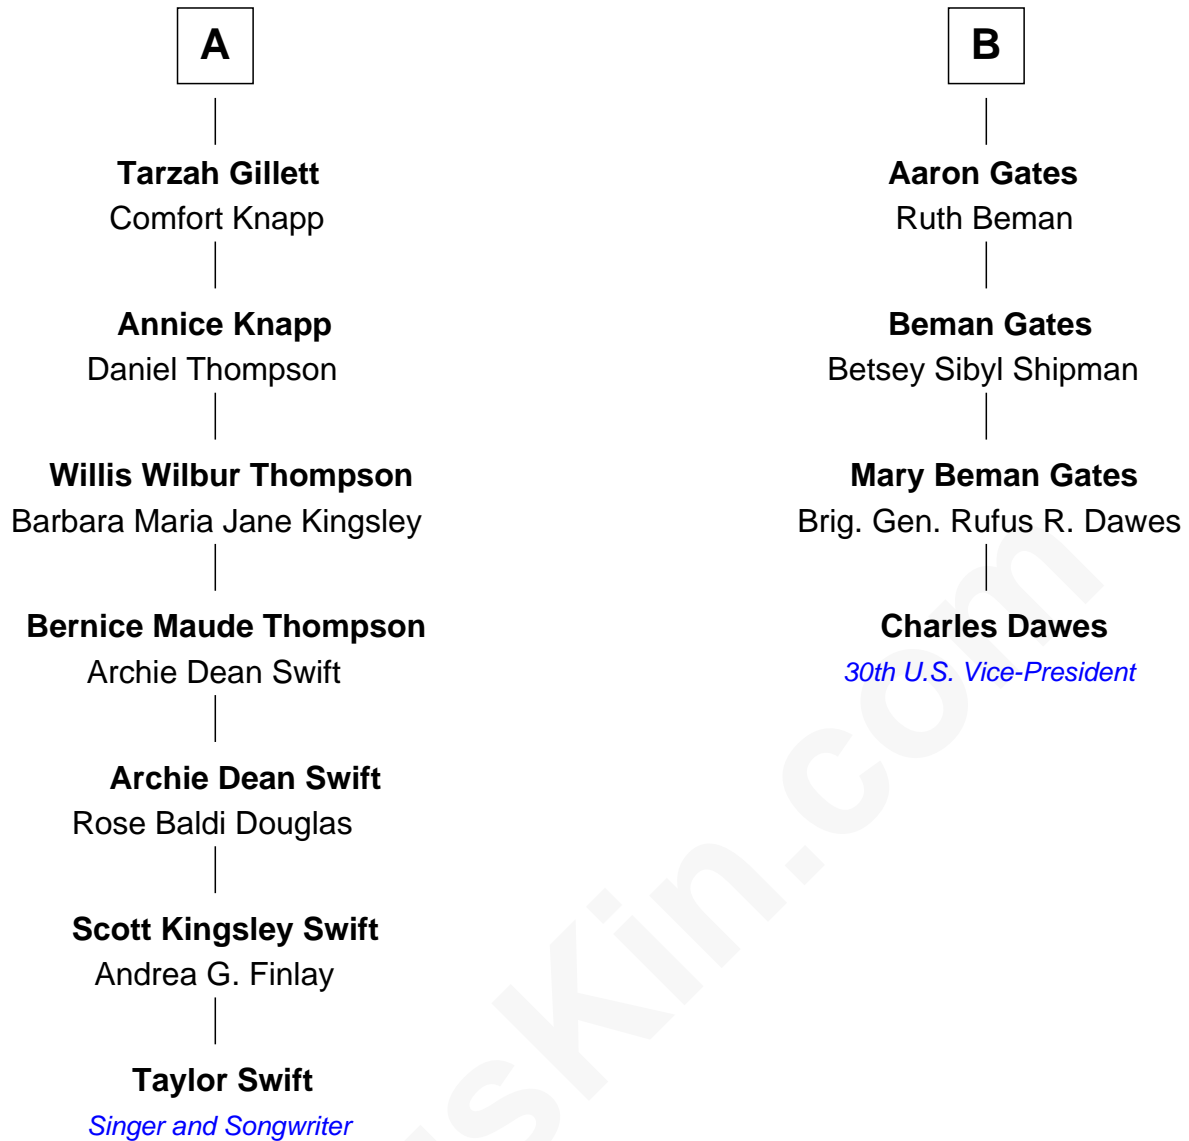 A
Tarzah Gillett
Comfort Knapp
Annice Knapp
Daniel Thompson
Willis Wilbur Thompson
Barbara Maria Jane Kingsley
Bernice Maude Thompson
Archie Dean Swift
Archie Dean Swift
Rose Baldi Douglas
Scott Kingsley Swift
Andrea G. Finlay
Taylor Swift
Singer and Songwriter
B
Aaron Gates
Ruth Beman
Beman Gates
Betsey Sibyl Shipman
Mary Beman Gates
Brig. Gen. Rufus R. Dawes
Charles Dawes
30th U.S. Vice-President
usKin.com